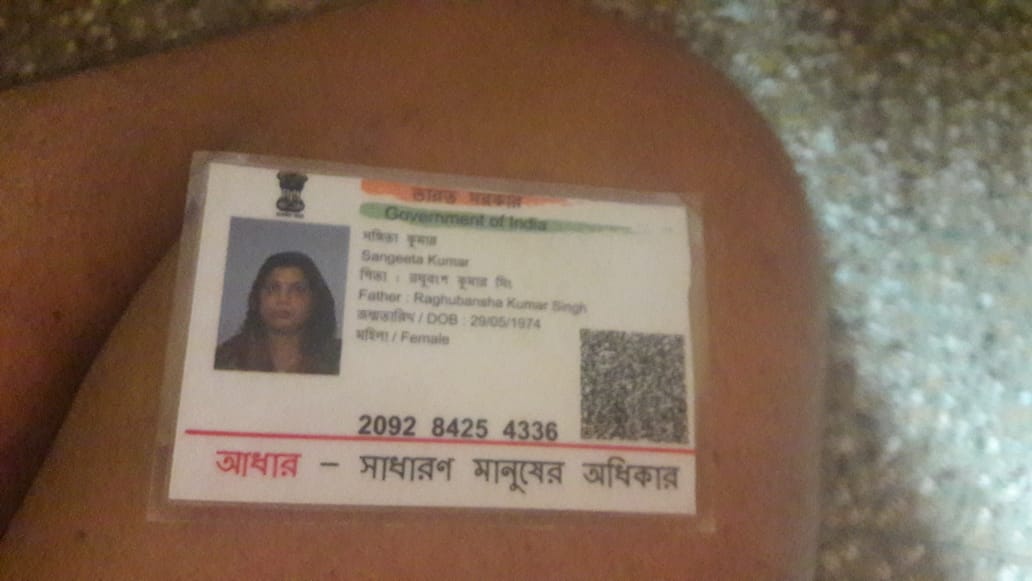 ভারত সরকার
Government of India
কুমার
Sangeeta Kumar
পিতা : রঘুবংশ কুমার সিং
Father : Raghubansha Kumar Singh
জন্মতারিখ / DOB : 29/05/1974
মহিলা / Female
2092 8425 4336
আধার – সাধারণ মানুষের অধিকার